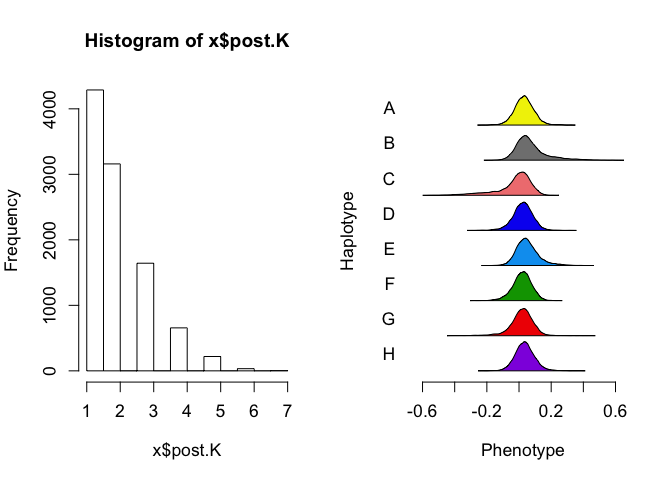 Histogram of x$post.K
Frequency
4000
3000
2000
1000
0
1 2 3 4 5 6 7
x$post.K
Haplotype
A
B
C
D
E
F
G
H
-0.6 -0.2 0.2 0.6
Phenotype